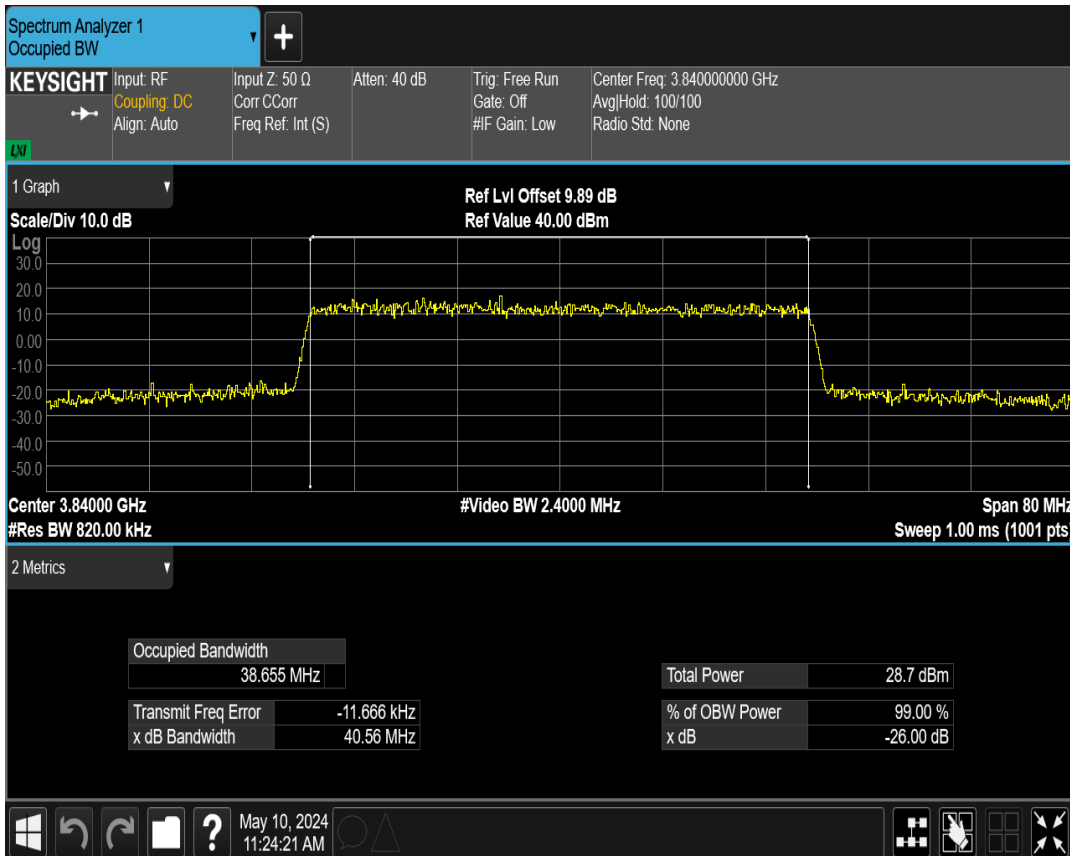 Spectrum Analyzer 1
Occupied BW
+
KEYSIGHT
LXI
Input: RF
Coupling: DC
Align: Auto
Input Z: 50 Ω
Corr CCorr
Freq Ref: Int (S)
Atten: 40 dB
Trig: Free Run
Gate: Off
#IF Gain: Low
Center Freq: 3.840000000 GHz
Avg|Hold: 100/100
Radio Std: None
1 Graph
Scale/Div 10.0 dB
Ref Lvl Offset 9.89 dB
Ref Value 40.00 dBm
Log
30.0
20.0
10.0
0.00
-10.0
-20.0
-30.0
-40.0
-50.0
Center 3.84000 GHz
#Video BW 2.4000 MHz
Span 80 MHz
#Res BW 820.00 kHz
Sweep 1.00 ms (1001 pts)
2 Metrics
Occupied Bandwidth
38.655 MHz
Total Power 28.7 dBm
Transmit Freq Error -11.666 kHz
% of OBW Power 99.00 %
x dB Bandwidth 40.56 MHz
x dB -26.00 dB
?
May 10, 2024
11:24:21 AM